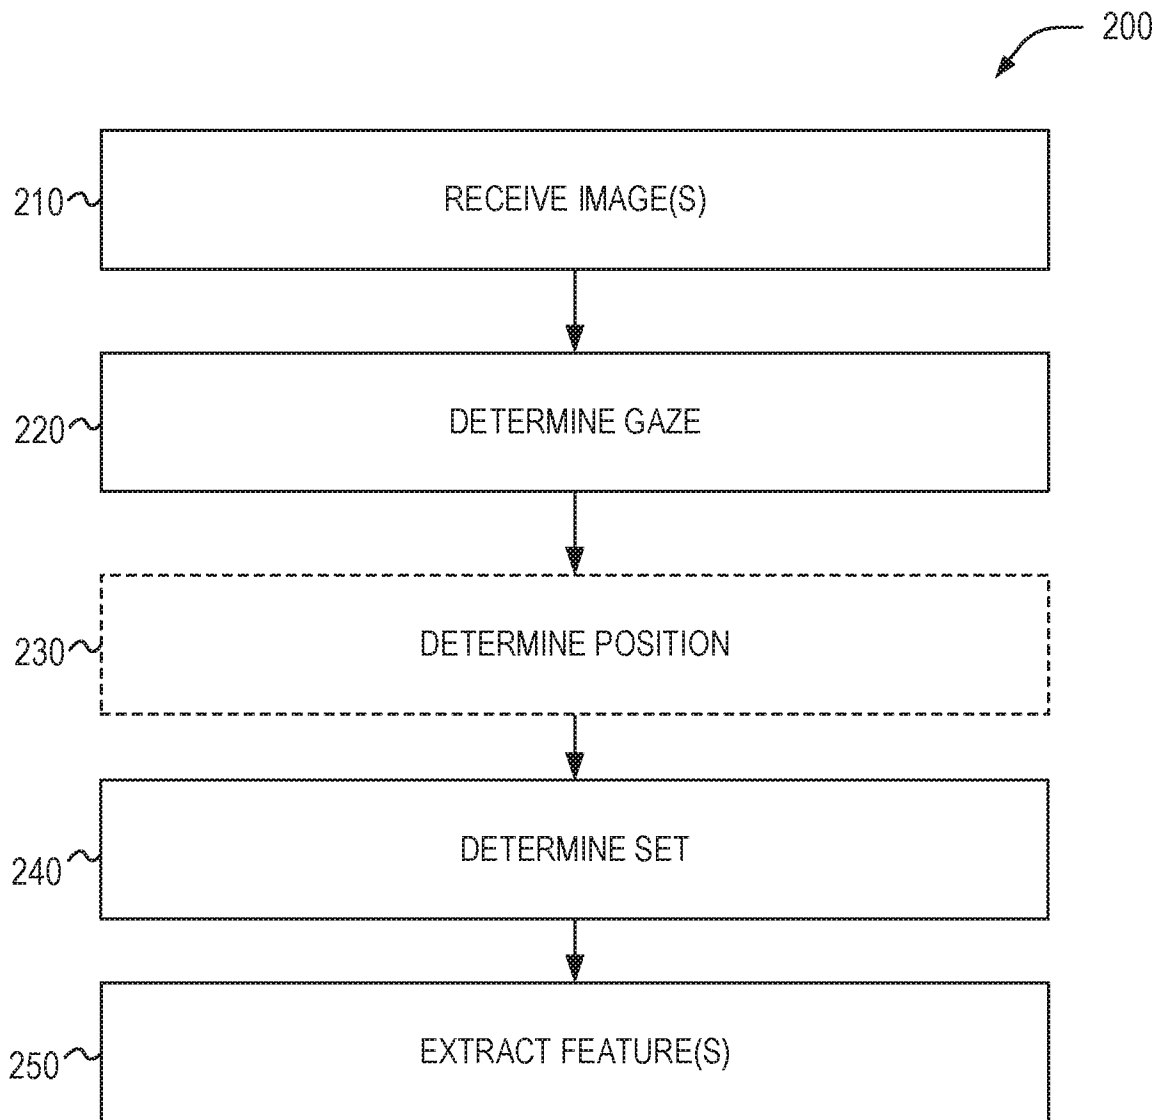 200
210 RECEIVE IMAGE(S)
220 DETERMINE GAZE
230 DETERMINE POSITION
240 DETERMINE SET
250 EXTRACT FEATURE(S)